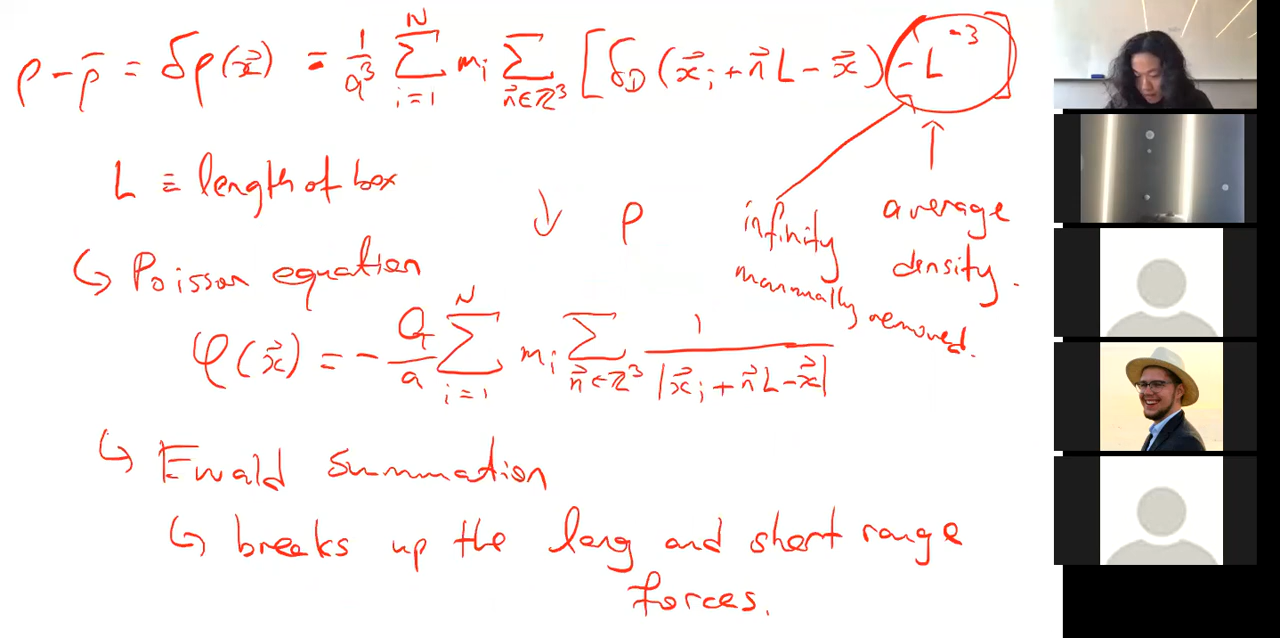 ρ - ρ̄ = δρ(x⃗) = 1/a³ Σ_{i=1}^{N} m_i Σ_{n⃗∈ℤ³} [δ_D(x⃗_i + n⃗L - x⃗) - L⁻³]
L ≡ length of box
↓ ρ
infinity manually removed.
average density.
↳ Poisson equation
φ(x⃗) = - G/a Σ_{i=1}^{N} m_i Σ_{n⃗∈ℤ³} 1/|x⃗_i + n⃗L - x⃗|
↳ Ewald summation
↳ breaks up the long and short range
forces.